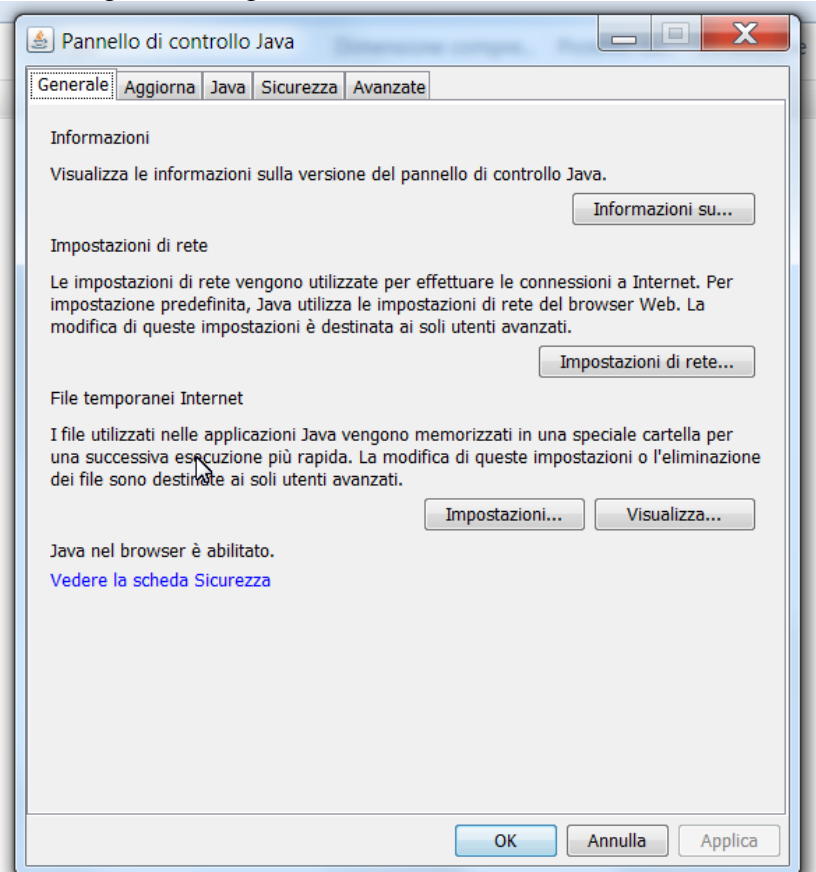 Pannello di controllo Java
Generale Aggiorna Java Sicurezza Avanzate
Informazioni
Visualizza le informazioni sulla versione del pannello di controllo Java.
Informazioni su...
Impostazioni di rete
Le impostazioni di rete vengono utilizzate per effettuare le connessioni a Internet. Per
impostazione predefinita, Java utilizza le impostazioni di rete del browser Web. La
modifica di queste impostazioni è destinata ai soli utenti avanzati.
Impostazioni di rete...
File temporanei Internet
I file utilizzati nelle applicazioni Java vengono memorizzati in una speciale cartella per
una successiva esecuzione più rapida. La modifica di queste impostazioni o l'eliminazione
dei file sono destinate ai soli utenti avanzati.
Impostazioni... Visualizza...
Java nel browser è abilitato.
Vedere la scheda Sicurezza
OK Annulla Applica